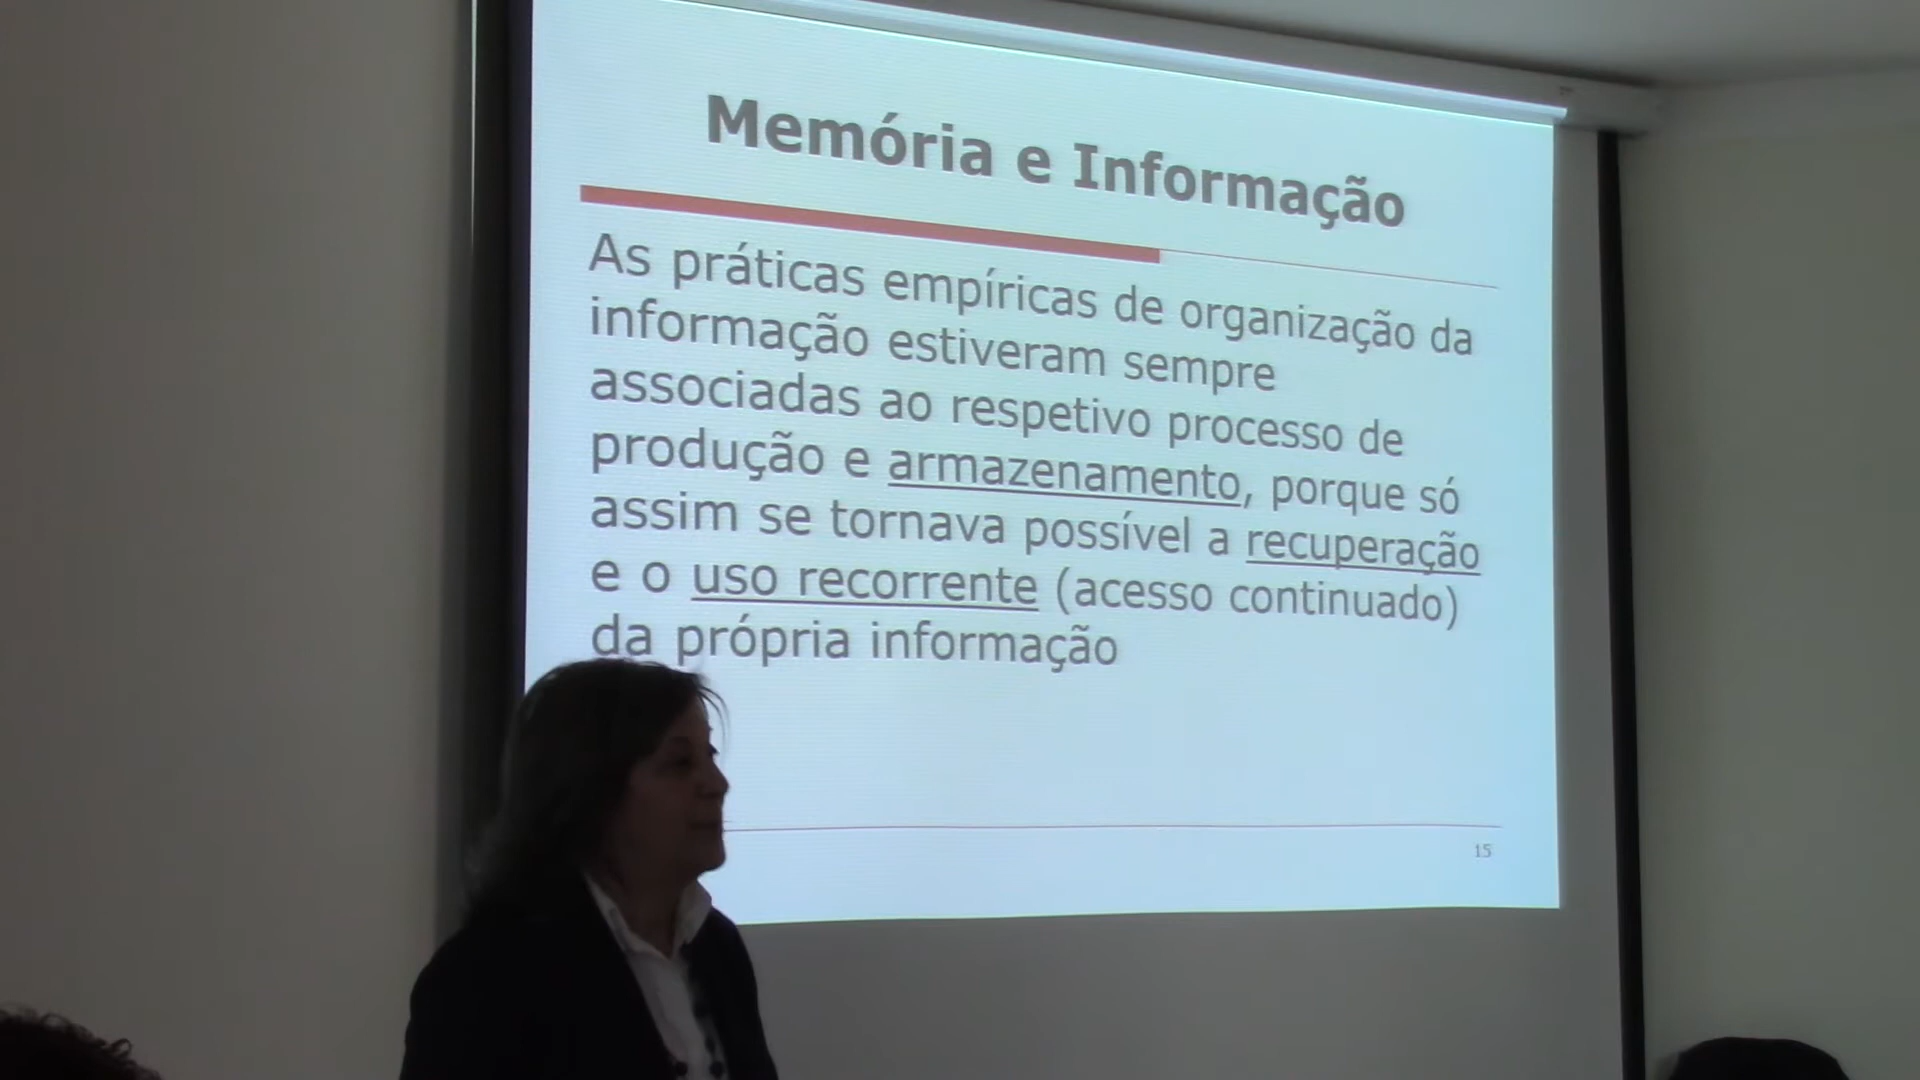 Memória e Informação
As práticas empíricas de organização da
informação estiveram sempre
associadas ao respetivo processo de
produção e armazenamento, porque só
assim se tornava possível a recuperação
e o uso recorrente (acesso continuado)
da própria informação
15